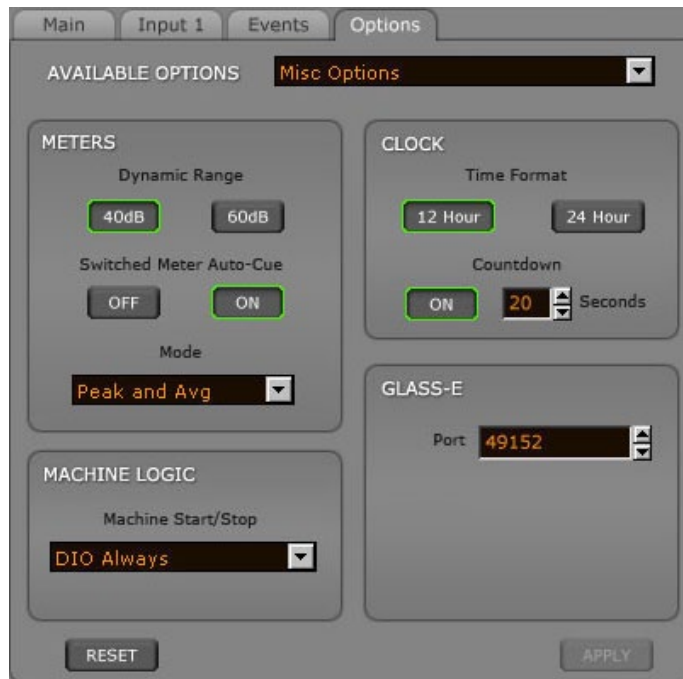 Main Input 1 Events Options
AVAILABLE OPTIONS Misc Options
METERS
Dynamic Range
40dB 60dB
Switched Meter Auto-Cue
OFF ON
Mode
Peak and Avg
MACHINE LOGIC
Machine Start/Stop
DIO Always
CLOCK
Time Format
12 Hour 24 Hour
Countdown
ON 20 Seconds
GLASS-E
Port 49152
RESET APPLY